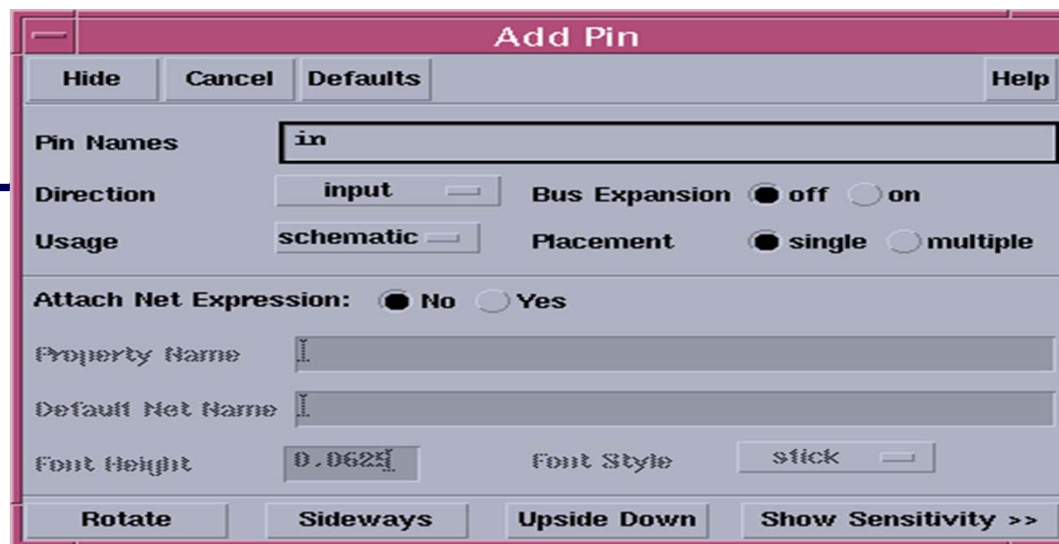 Add Pin
Hide Cancel Defaults Help
Pin Names in
Direction input Bus Expansion off on
Usage schematic Placement single multiple
Attach Net Expression: No Yes
Property Name
Default Net Name
Font Height 0.0625 Font Style stick
Rotate Sideways Upside Down Show Sensitivity >>